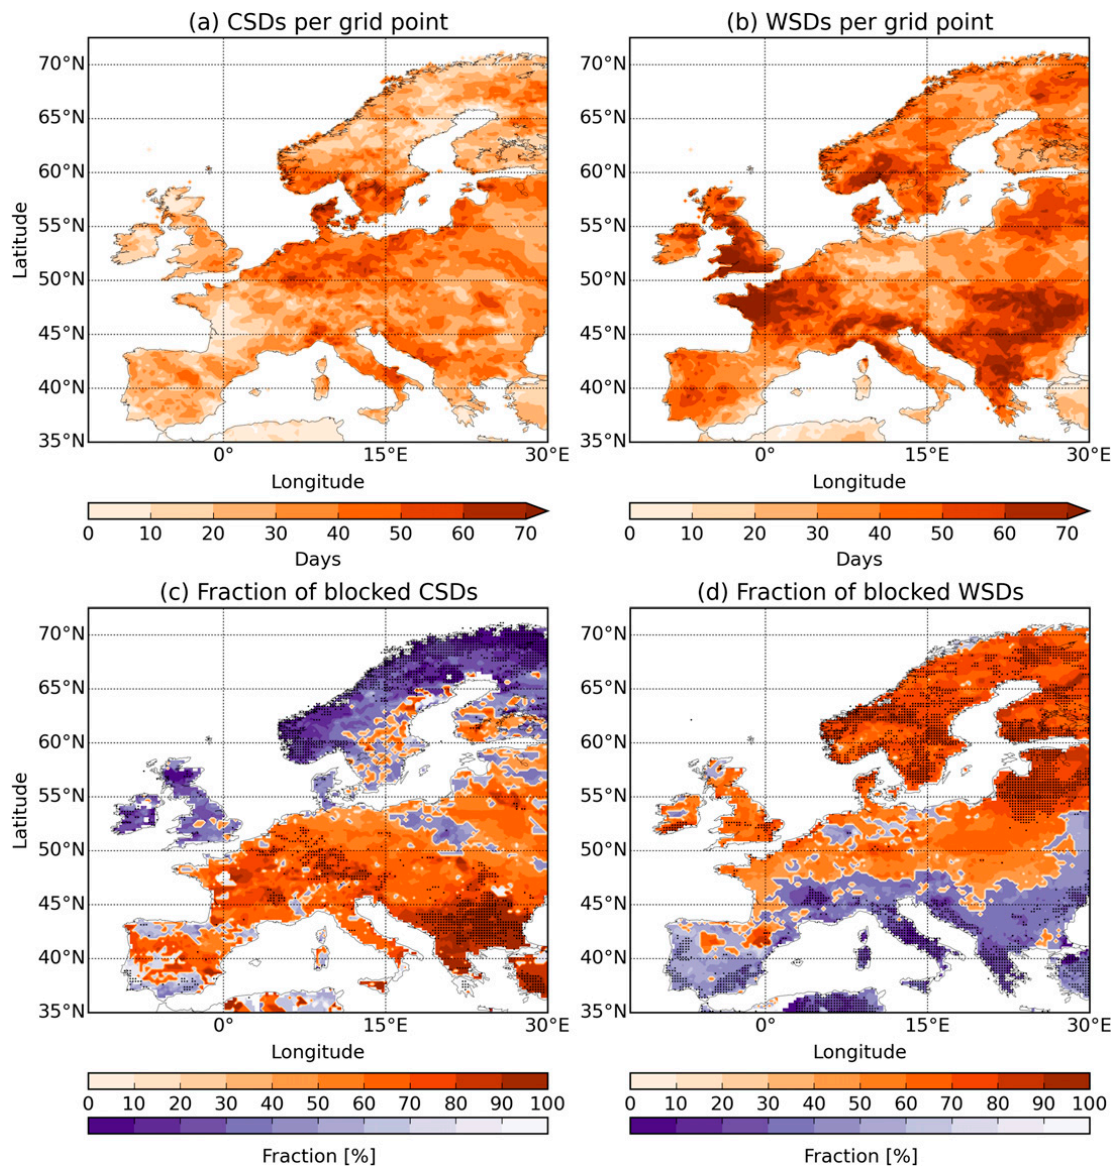 (a) CSDs per grid point
(b) WSDs per grid point
70°N
65°N
60°N
55°N
50°N
45°N
40°N
35°N
Latitude
0°
15°E
30°E
Longitude
70°N
65°N
60°N
55°N
50°N
45°N
40°N
35°N
0°
15°E
30°E
Longitude
0 10 20 30 40 50 60 70
Days
0 10 20 30 40 50 60 70
Days
(c) Fraction of blocked CSDs
(d) Fraction of blocked WSDs
70°N
65°N
60°N
55°N
50°N
45°N
40°N
35°N
Latitude
0°
15°E
30°E
Longitude
70°N
65°N
60°N
55°N
50°N
45°N
40°N
35°N
0°
15°E
30°E
Longitude
0 10 20 30 40 50 60 70 80 90 100
Fraction [%]
0 10 20 30 40 50 60 70 80 90 100
Fraction [%]